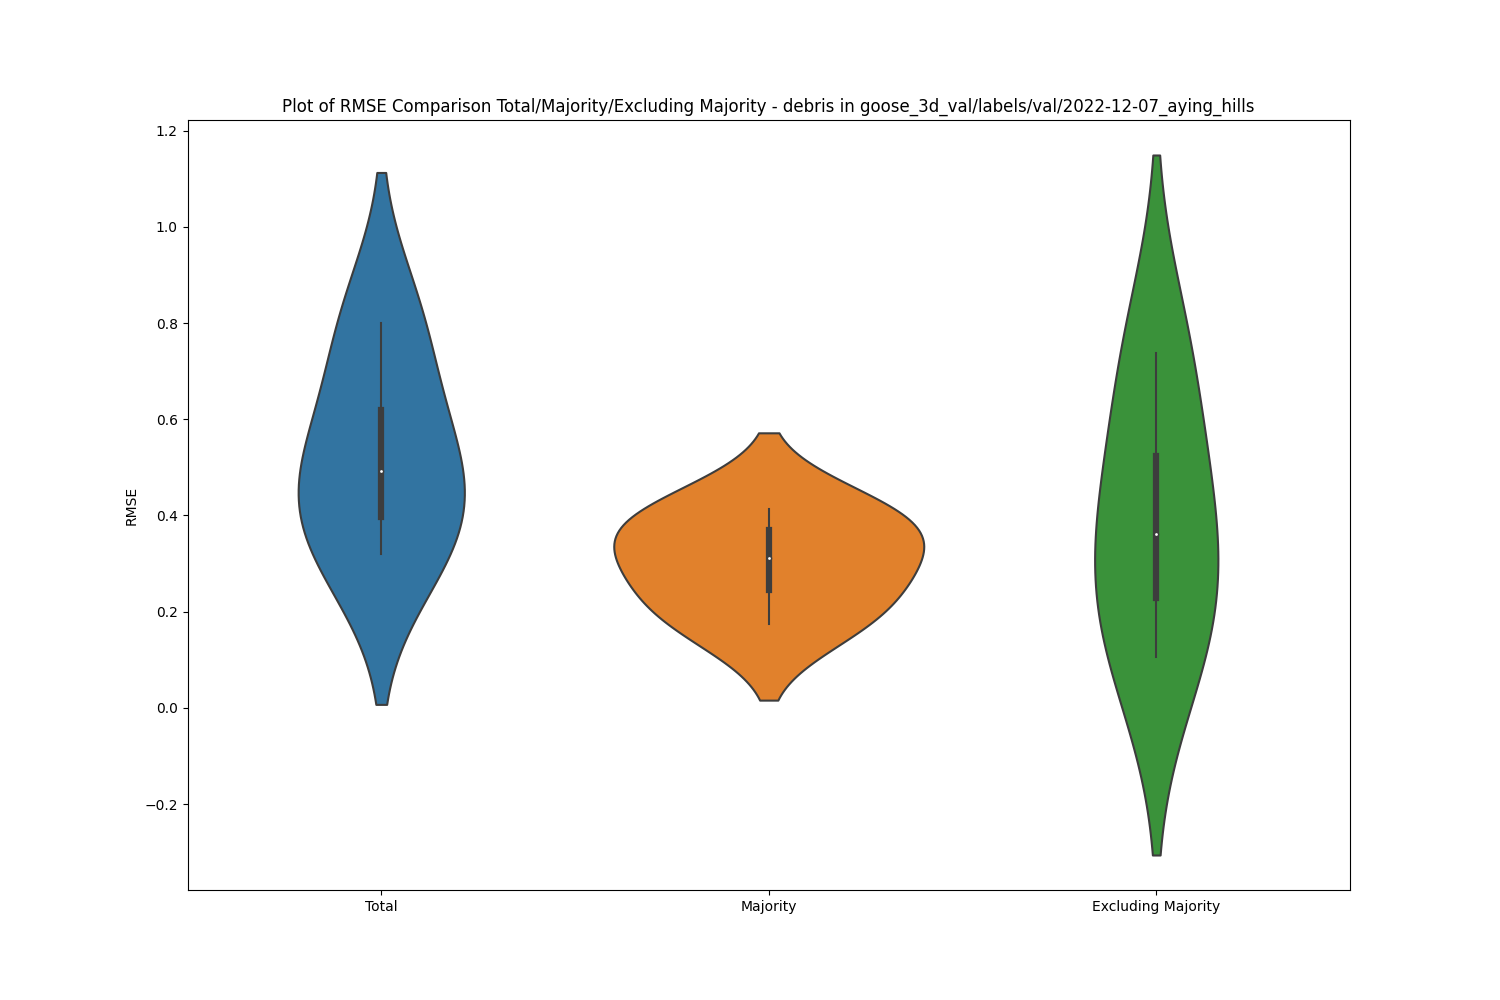 Plot of RMSE Comparison Total/Majority/Excluding Majority - debris in goose_3d_val/labels/val/2022-12-07_aying_hills
1.2
1.0
0.8
0.6
0.4
0.2
0.0
−0.2
RMSE
Total
Majority
Excluding Majority